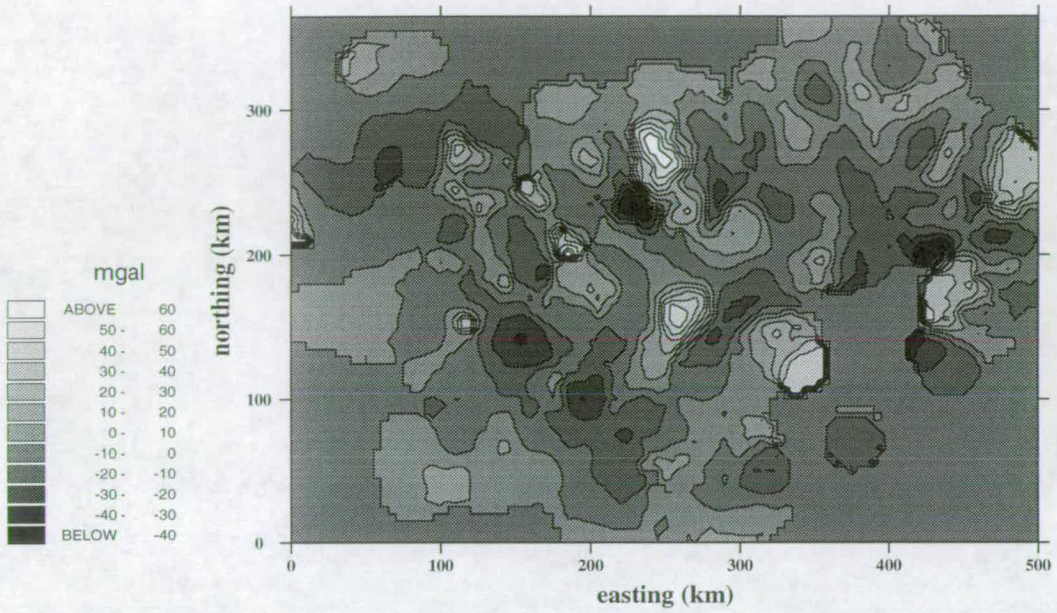 mgal
ABOVE 60
50 - 60
40 - 50
30 - 40
20 - 30
10 - 20
0 - 10
-10 - 0
-20 - -10
-30 - -20
-40 - -30
BELOW -40
northing (km)
300
200
100
0
0 100 200 300 400 500
easting (km)